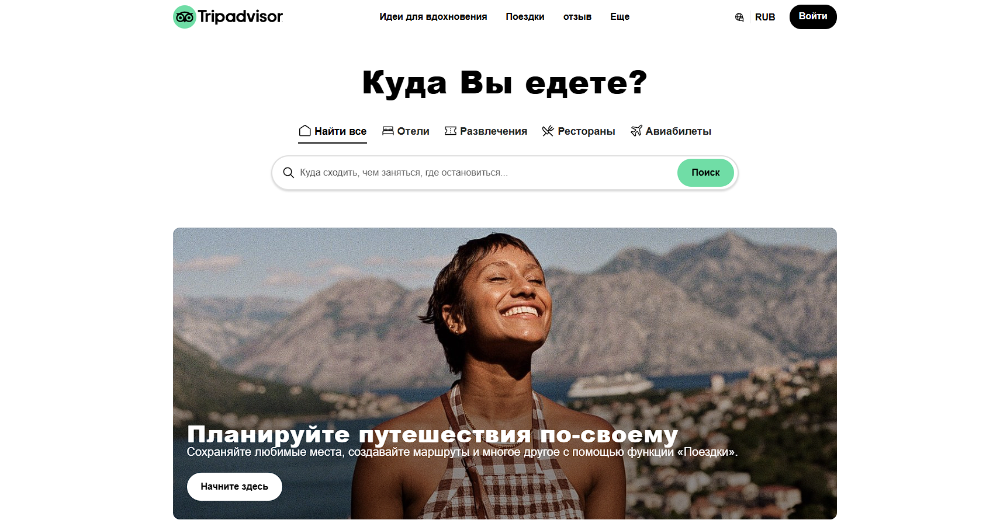 Tripadvisor
Идеи для вдохновения
Поездки
отзыв
Еще
RUB
Войти
Куда Вы едете?
Найти все
Отели
Развлечения
Рестораны
Авиабилеты
Куда сходить, чем заняться, где остановиться...
Поиск
Планируйте путешествия по-своему
Сохраняйте любимые места, создавайте маршруты и многое другое с помощью функции «Поездки».
Начните здесь